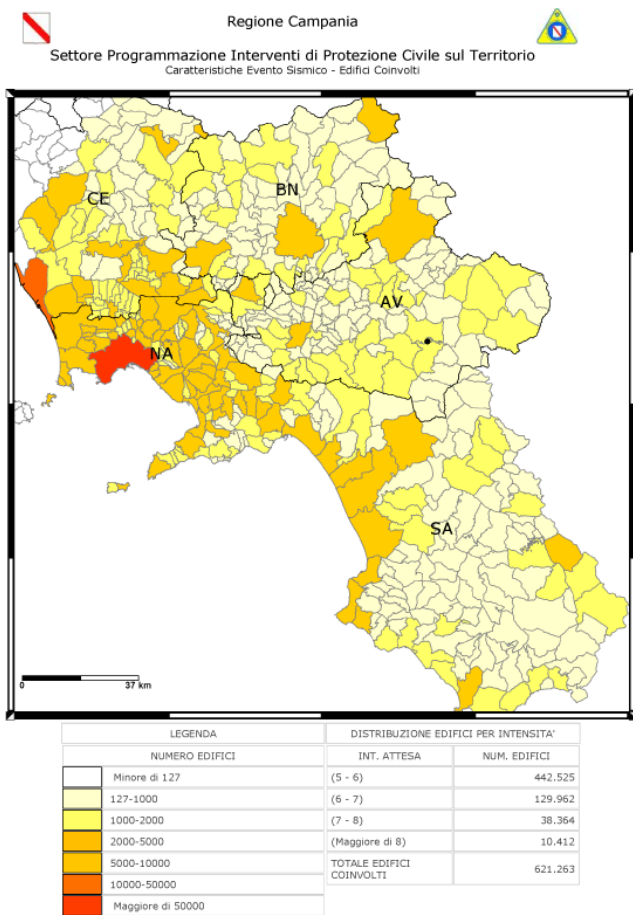 Regione Campania
Settore Programmazione Interventi di Protezione Civile sul Territorio
Caratteristiche Evento Sismico - Edifici Coinvolti
BN
CE
AV
NA
SA
0 37 km
LEGENDA DISTRIBUZIONE EDIFICI PER INTENSITA'
NUMERO EDIFICI INT. ATTESA NUM. EDIFICI
Minore di 127 (5 - 6) 442.525
127-1000 (6 - 7) 129.962
1000-2000 (7 - 8) 38.364
2000-5000 (Maggiore di 8) 10.412
5000-10000 TOTALE EDIFICI COINVOLTI 621.263
10000-50000
Maggiore di 50000